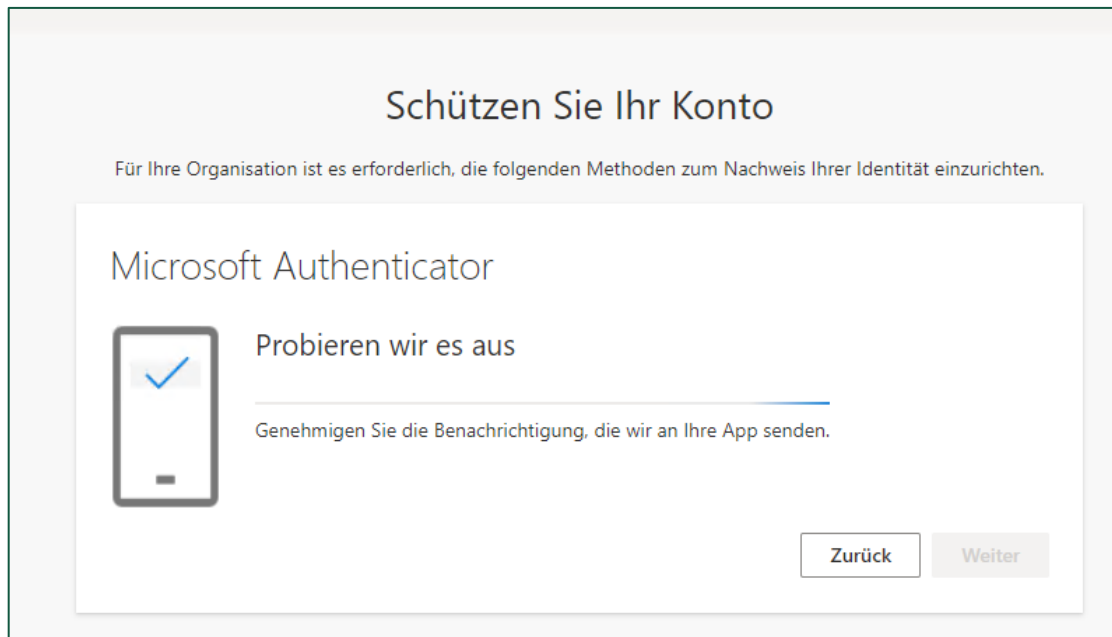 Schützen Sie Ihr Konto
Für Ihre Organisation ist es erforderlich, die folgenden Methoden zum Nachweis Ihrer Identität einzurichten.
Microsoft Authenticator
Probieren wir es aus
Genehmigen Sie die Benachrichtigung, die wir an Ihre App senden.
Zurück Weiter